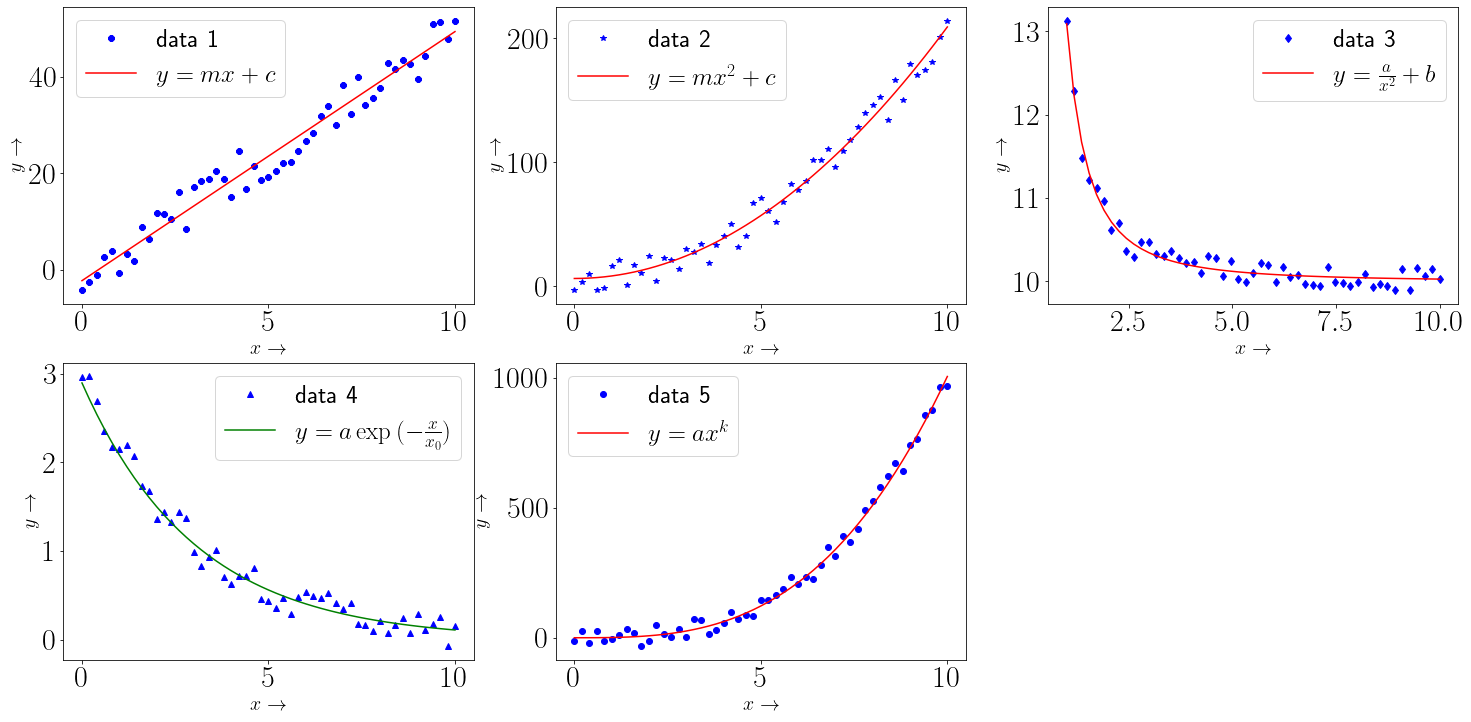 data 1
y = mx + c
40
20
0
y →
0 5 10
x →
data 2
y = mx² + c
200
100
0
y →
0 5 10
x →
data 3
y = a/x² + b
13
12
11
10
y →
2.5 5.0 7.5 10.0
x →
data 4
y = a exp (−x/x₀)
3
2
1
0
y →
0 5 10
x →
data 5
y = axᵏ
1000
500
0
y →
0 5 10
x →